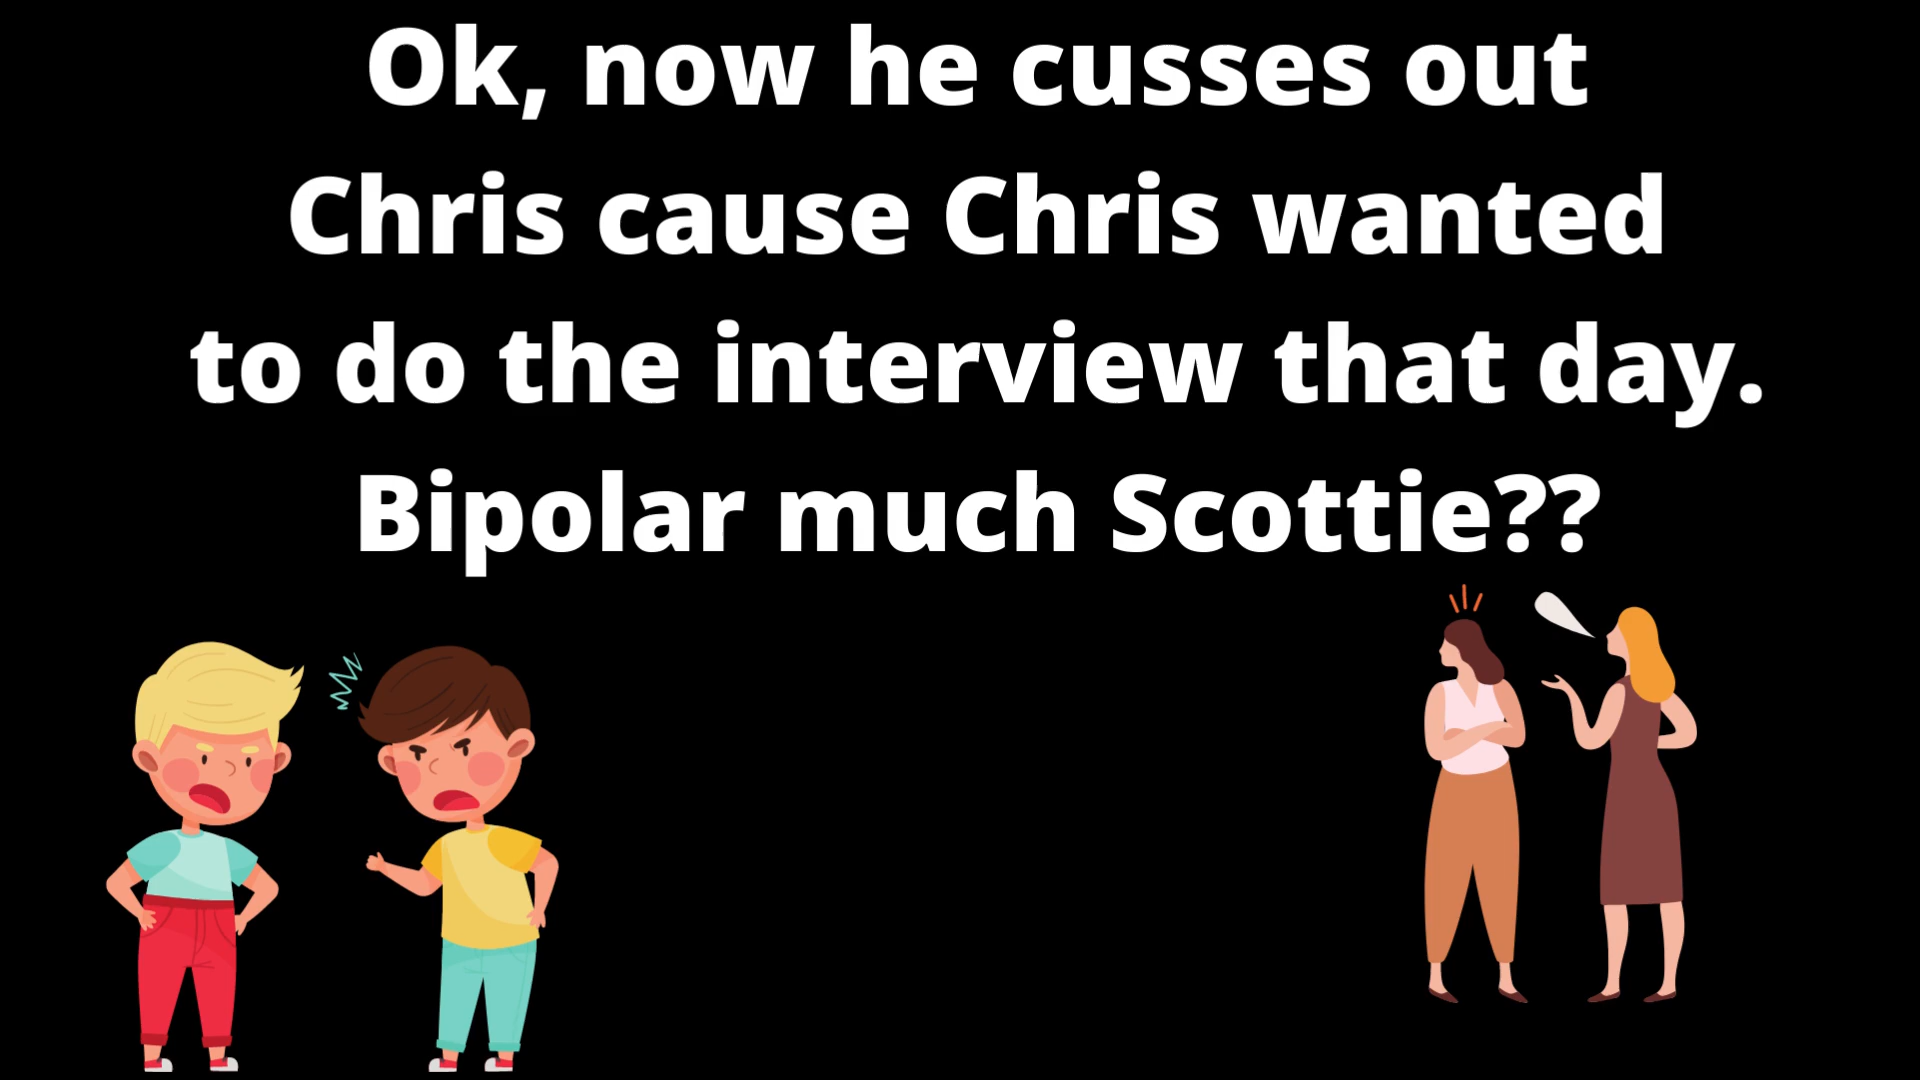 Ok, now he cusses out
Chris cause Chris wanted
to do the interview that day.
Bipolar much Scottie??